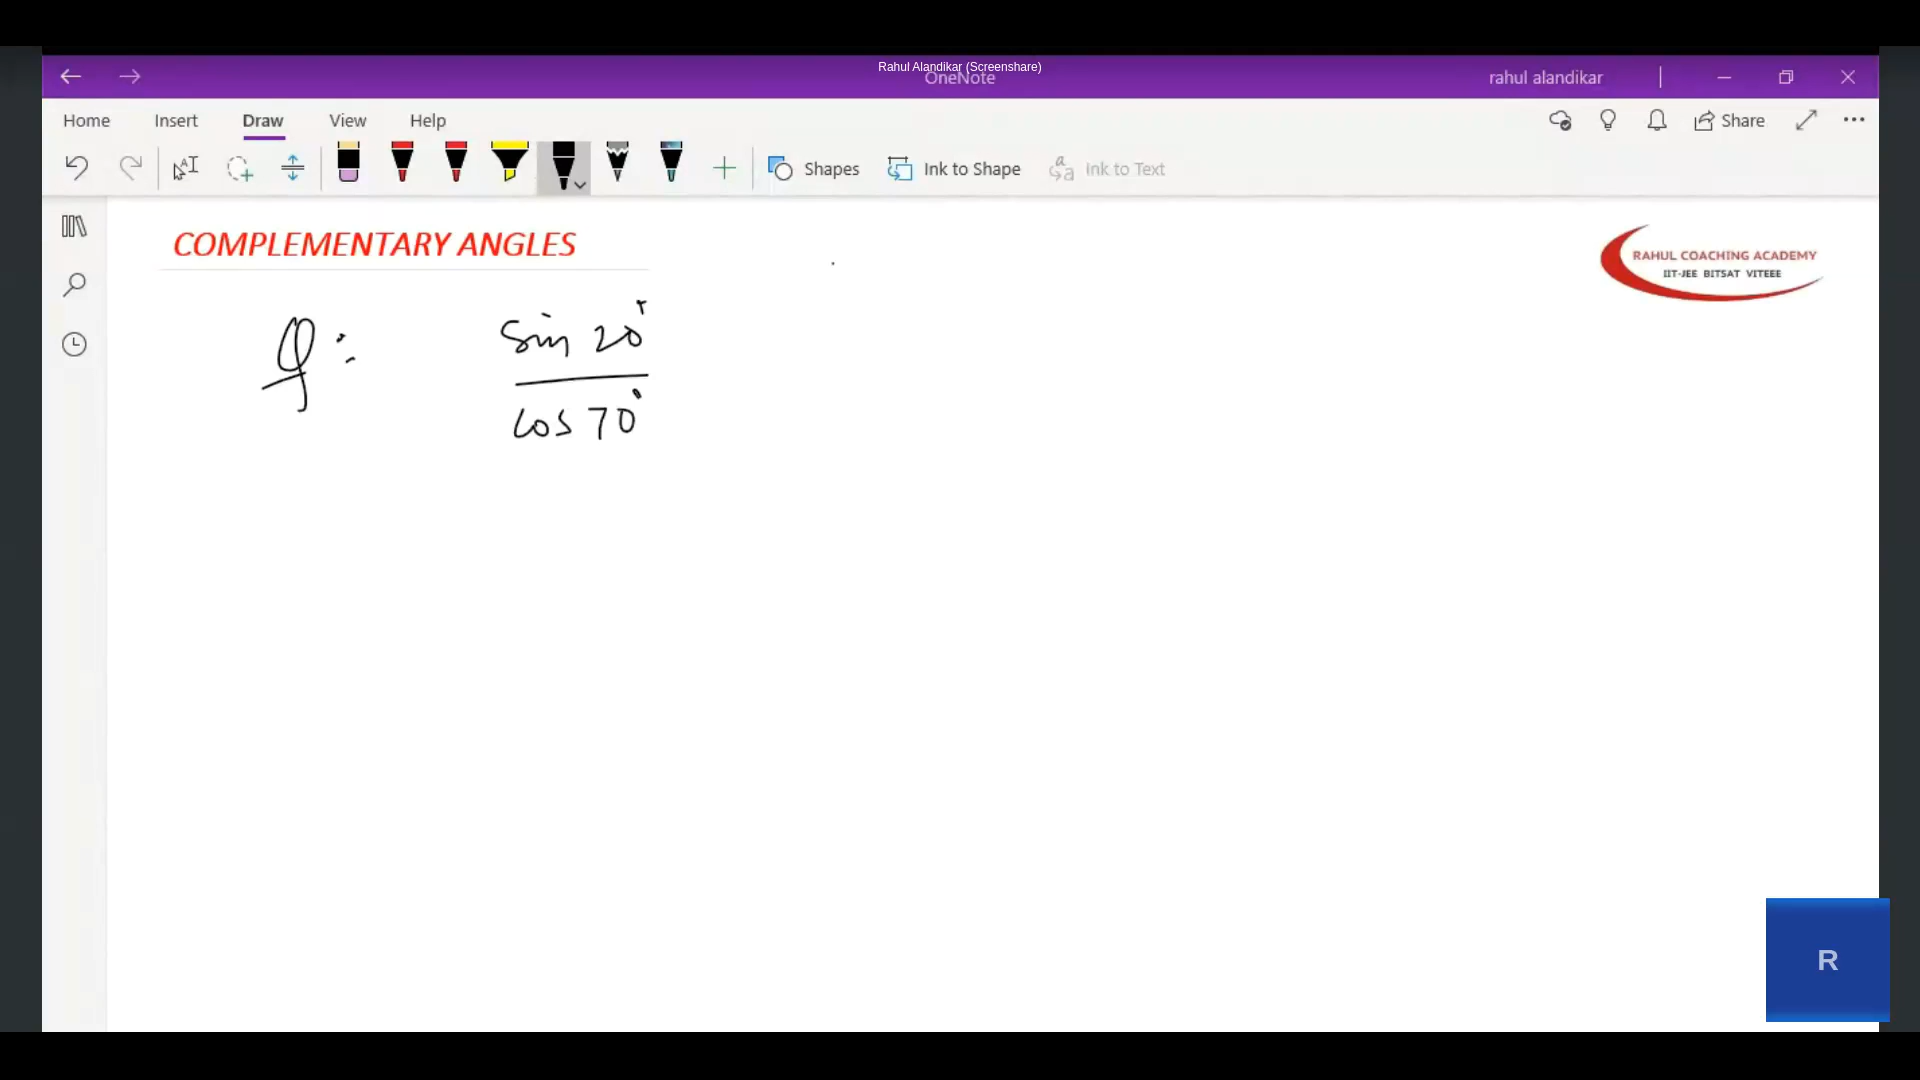 Rahul Alandikar (Screenshare)
OneNote
rahul alandikar
Home Insert Draw View Help
Share
Shapes Ink to Shape Ink to Text
COMPLEMENTARY ANGLES
RAHUL COACHING ACADEMY
IIT-JEE BITSAT VITEEE
Q:
sin 20°
cos 70°
R